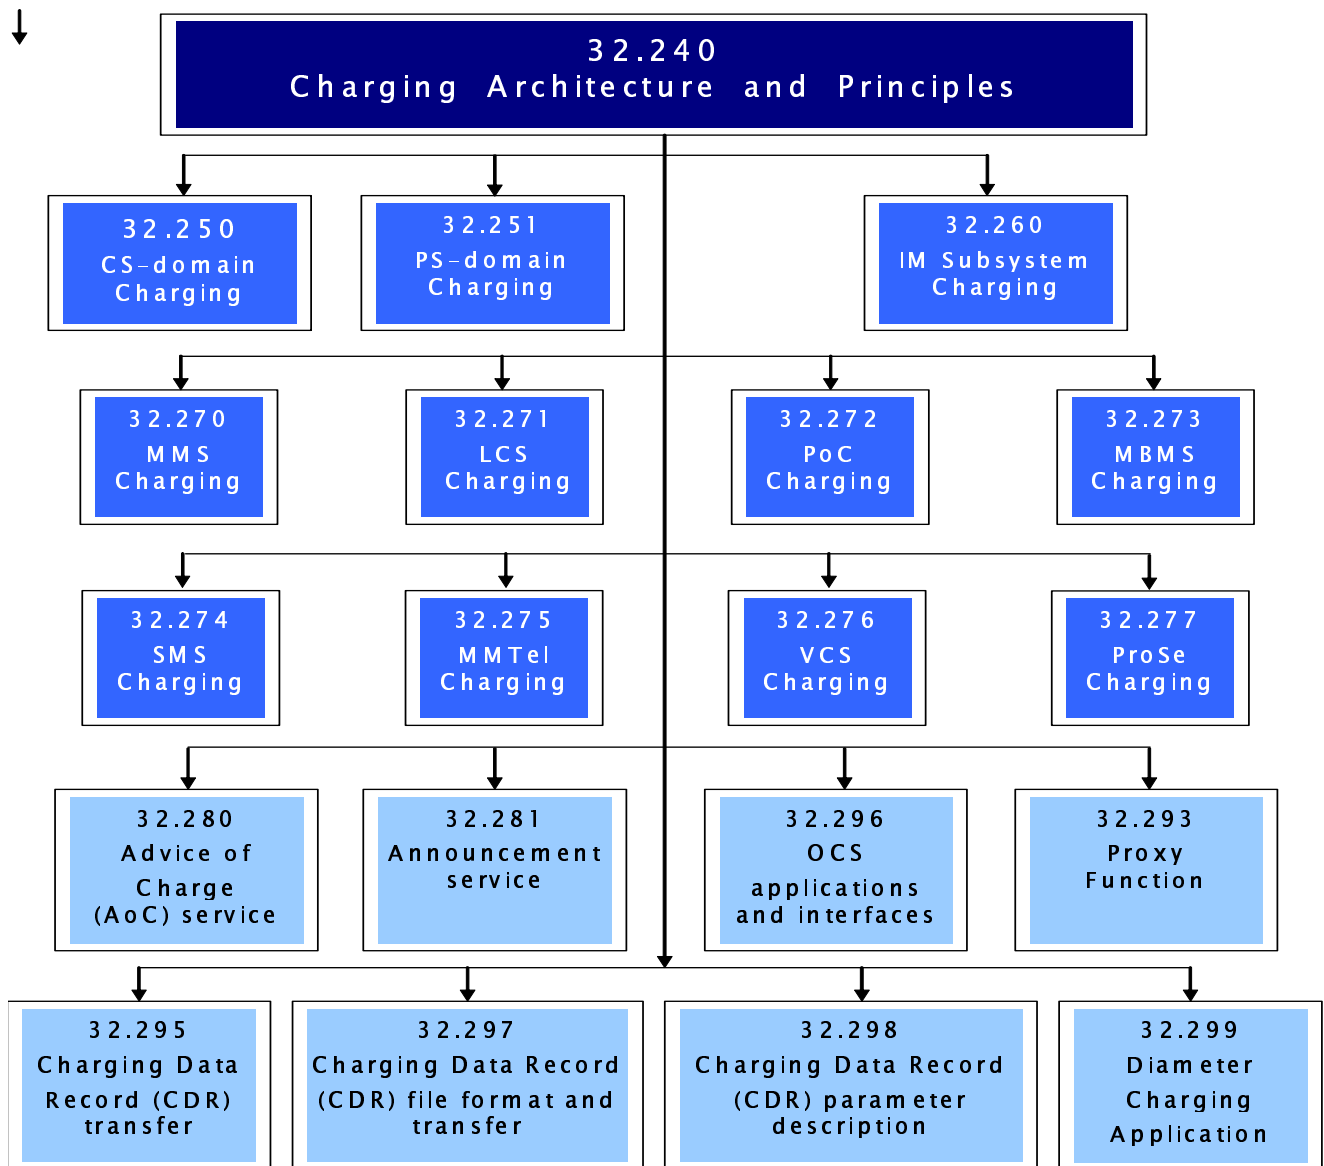 32.240
Charging Architecture and Principles
32.250
CS-domain
Charging
32.251
PS-domain
Charging
32.260
IM Subsystem
Charging
32.270
MMS
Charging
32.271
LCS
Charging
32.272
PoC
Charging
32.273
MBMS
Charging
32.274
SMS
Charging
32.275
MMTel
Charging
32.276
VCS
Charging
32.277
ProSe
Charging
32.280
Advice of
Charge
(AoC) service
32.281
Announcement
service
32.296
OCS
applications
and interfaces
32.293
Proxy
Function
32.295
Charging Data
Record (CDR)
transfer
32.297
Charging Data Record
(CDR) file format and
transfer
32.298
Charging Data Record
(CDR) parameter
description
32.299
Diameter
Charging
Application